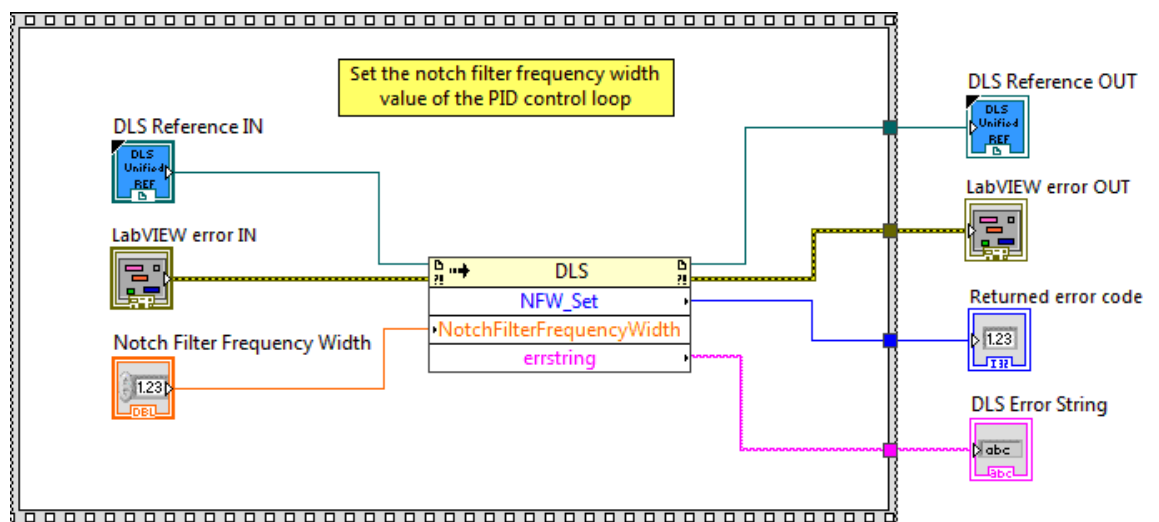 Set the notch filter frequency width
value of the PID control loop
DLS Reference IN
DLS
Unified
REF
LabVIEW error IN
Notch Filter Frequency Width
1.23
DBL
?!
DLS
?!
NFW_Set
NotchFilterFrequencyWidth
errstring
DLS Reference OUT
DLS
Unified
REF
LabVIEW error OUT
Returned error code
1.23
I32
DLS Error String
abc
abc